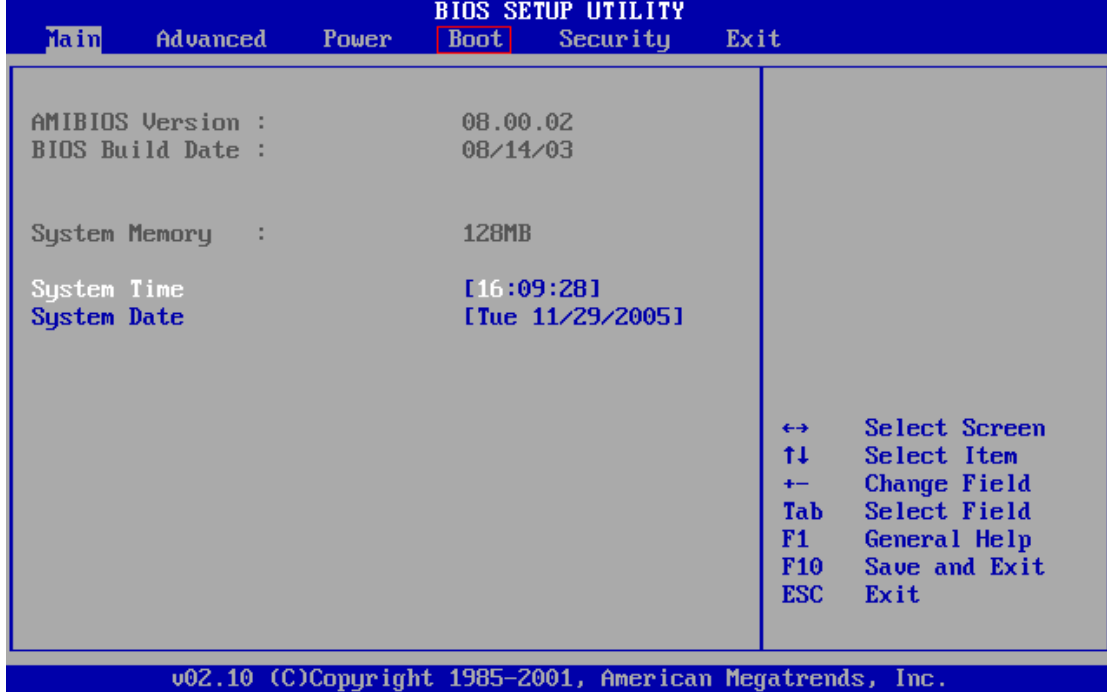 BIOS SETUP UTILITY
Main Advanced Power Boot Security Exit
AMIBIOS Version : 08.00.02
BIOS Build Date : 08/14/03
System Memory : 128MB
System Time [16:09:28]
System Date [Tue 11/29/2005]
←→ Select Screen
↑↓ Select Item
+- Change Field
Tab Select Field
F1 General Help
F10 Save and Exit
ESC Exit
v02.10 (C)Copyright 1985-2001, American Megatrends, Inc.